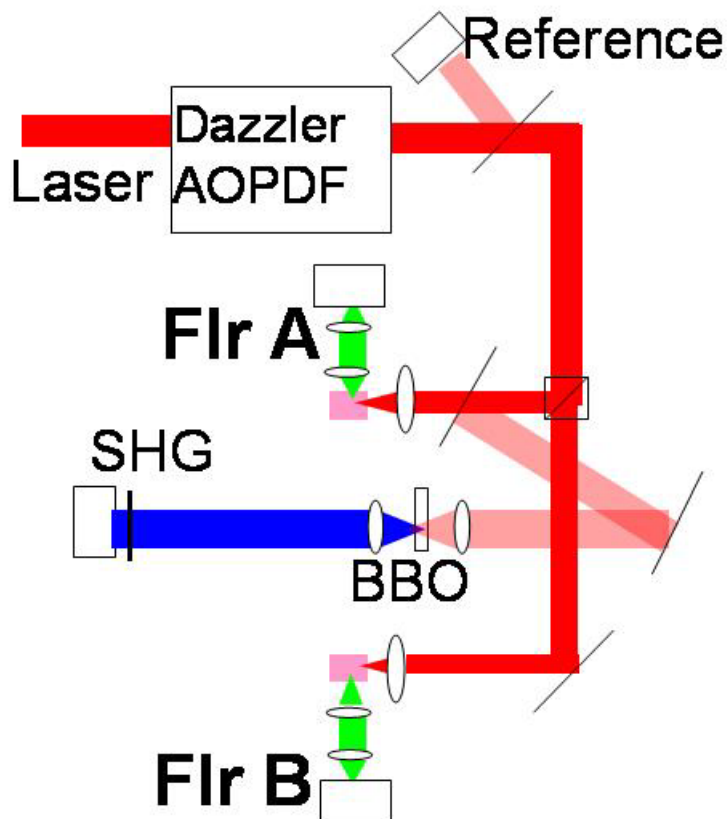 Reference
Dazzler
Laser AOPDF
Flr A
SHG
BBO
Flr B